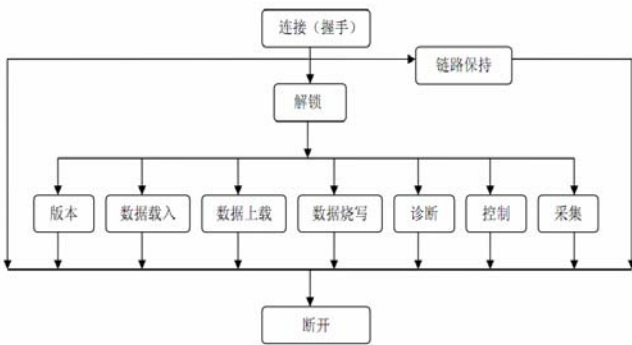 连接（握手）
链路保持
解锁
版本
数据载入
数据上载
数据烧写
诊断
控制
采集
断开